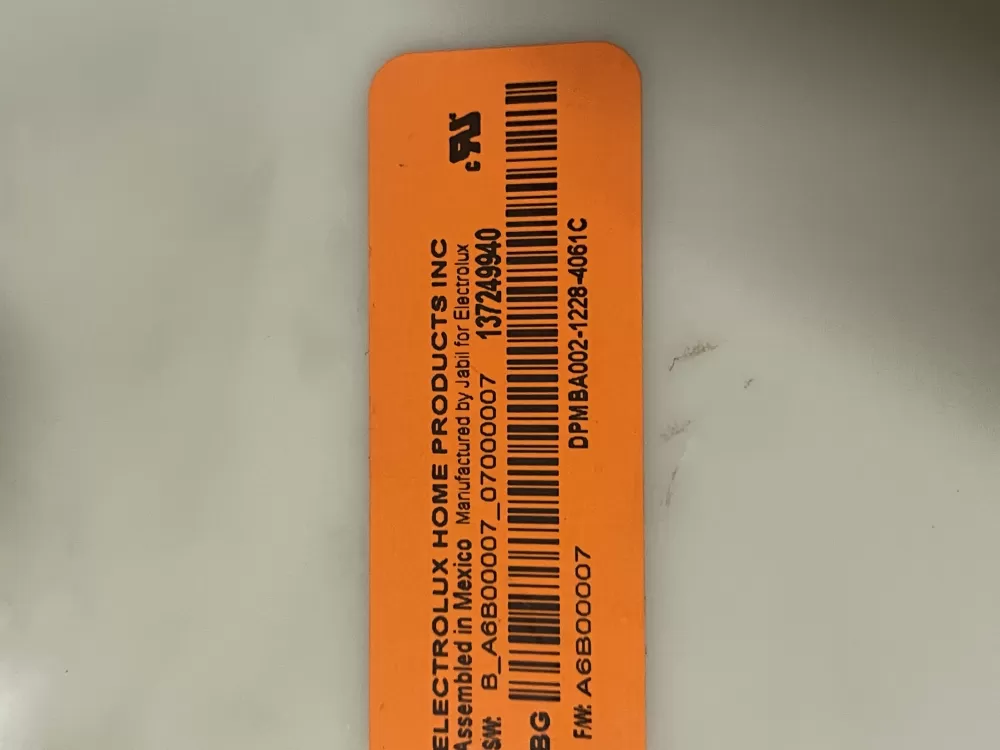 ELECTROLUX HOME PRODUCTS INC
Assembled in Mexico Manufactured by Jabil for Electrolux
S/W: B_A6B00007_07000007 137249940
BG
F/W: A6B00007 DPMBA002-1228-4061C
c UR